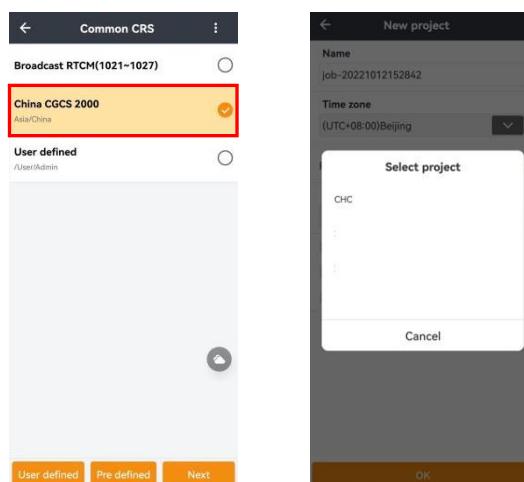 Common CRS
Broadcast RTCM(1021~1027)
China CGCS 2000
Asia/China
User defined
/User/Admin
User defined
Pre defined
Next
New project
Name
job-20221012152842
Time zone
(UTC+08:00)Beijing
Select project
CHC
Cancel
OK